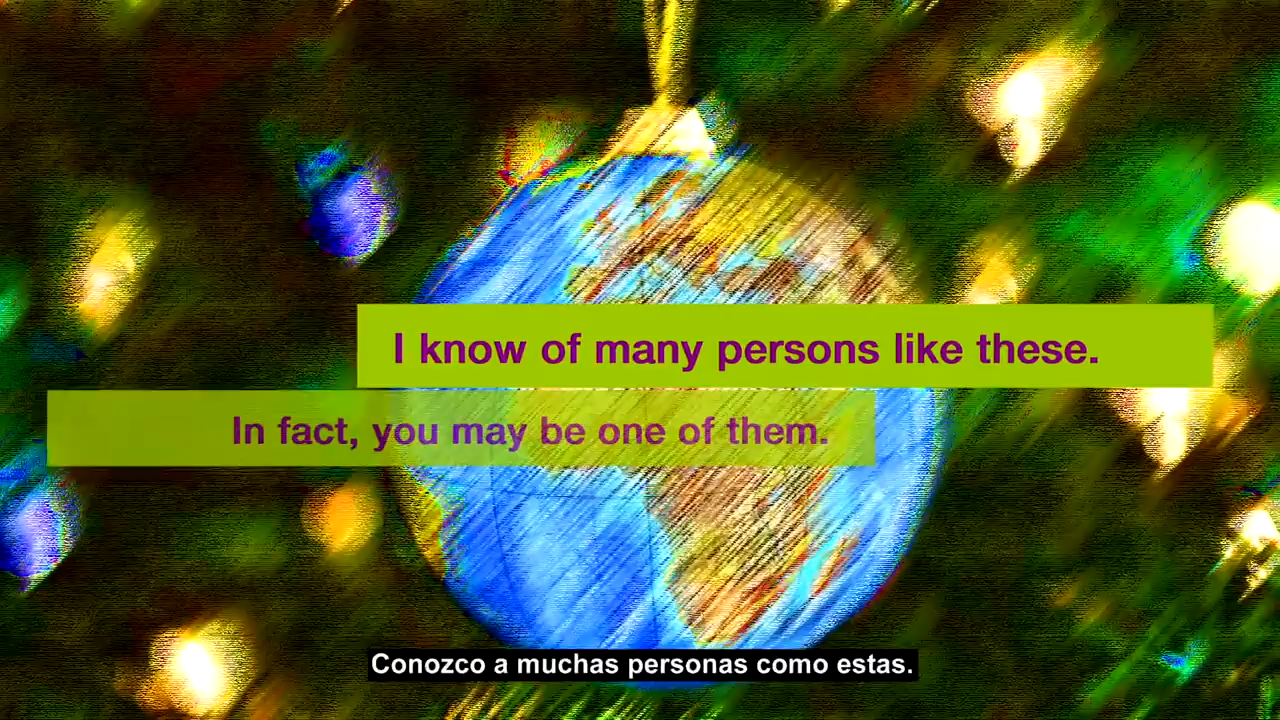 I know of many persons like these.
In fact, you may be one of them.
Conozco a muchas personas como estas.